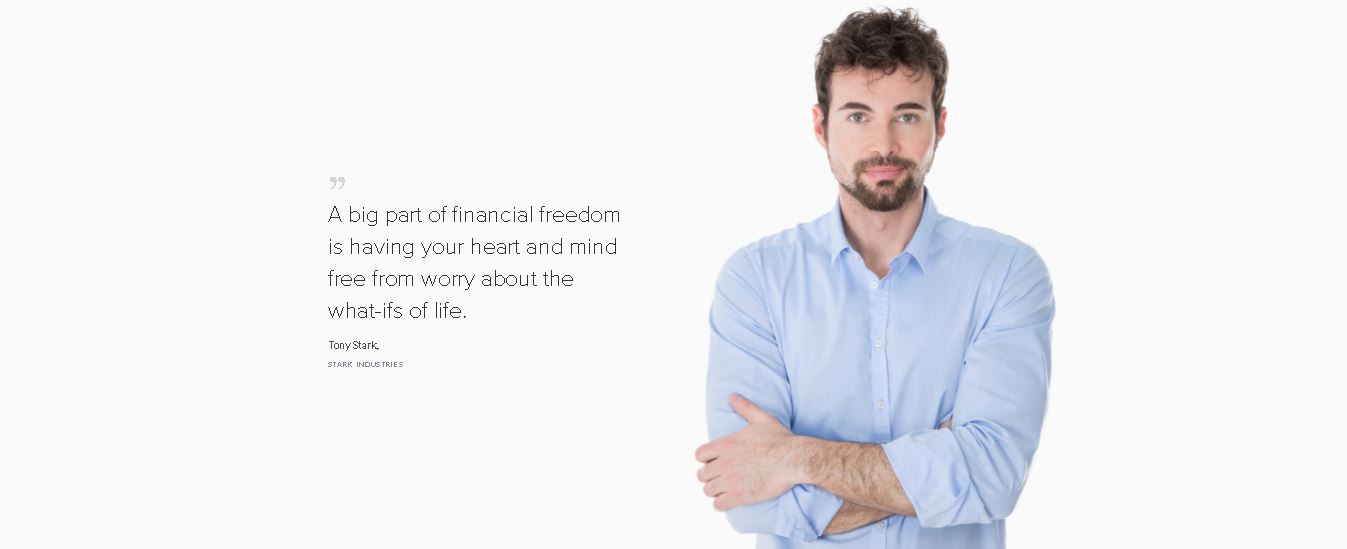 ”
A big part of financial freedom
is having your heart and mind
free from worry about the
what-ifs of life.
Tony Stark,
STARK INDUSTRIES